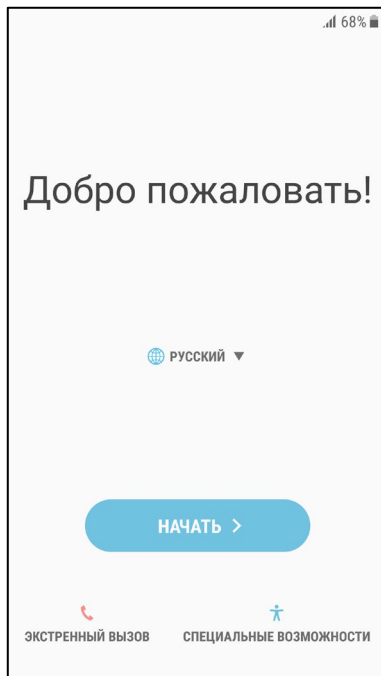 68%
Добро пожаловать!
РУССКИЙ
НАЧАТЬ
ЭКСТРЕННЫЙ ВЫЗОВ
СПЕЦИАЛЬНЫЕ ВОЗМОЖНОСТИ